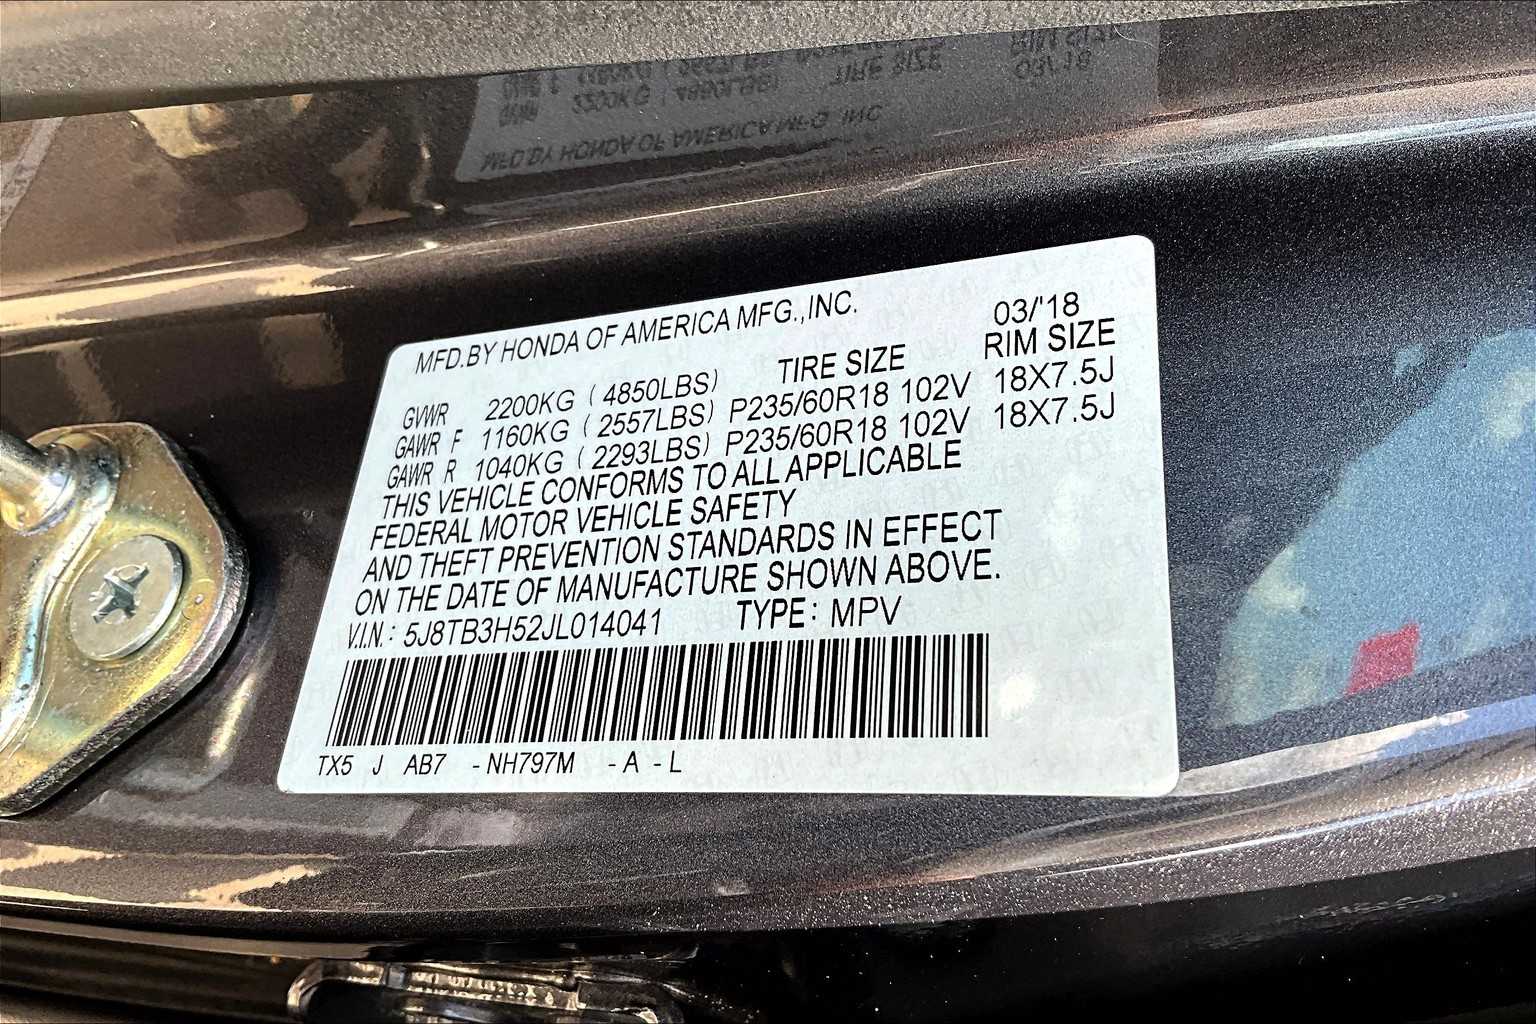 MFD.BY HONDA OF AMERICA MFG.,INC. 03/'18
TIRE SIZE RIM SIZE
GVWR 2200KG (4850LBS)
GAWR F 1160KG (2557LBS) P235/60R18 102V 18X7.5J
GAWR R 1040KG (2293LBS) P235/60R18 102V 18X7.5J
THIS VEHICLE CONFORMS TO ALL APPLICABLE
FEDERAL MOTOR VEHICLE SAFETY
AND THEFT PREVENTION STANDARDS IN EFFECT
ON THE DATE OF MANUFACTURE SHOWN ABOVE.
V.I.N.: 5J8TB3H52JL014041 TYPE: MPV
TX5 J AB7 -NH797M -A -L